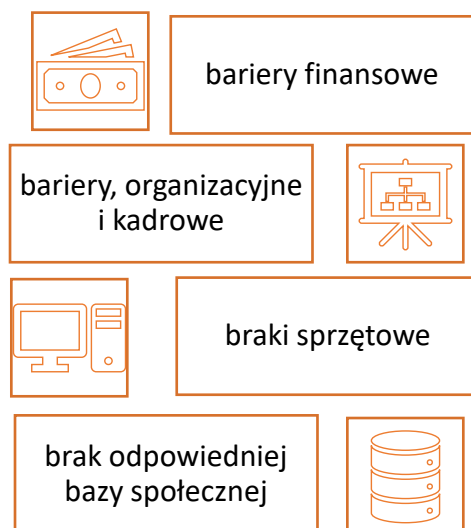 bariery finansowe
bariery, organizacyjne
i kadrowe
braki sprzętowe
brak odpowiedniej
bazy społecznej